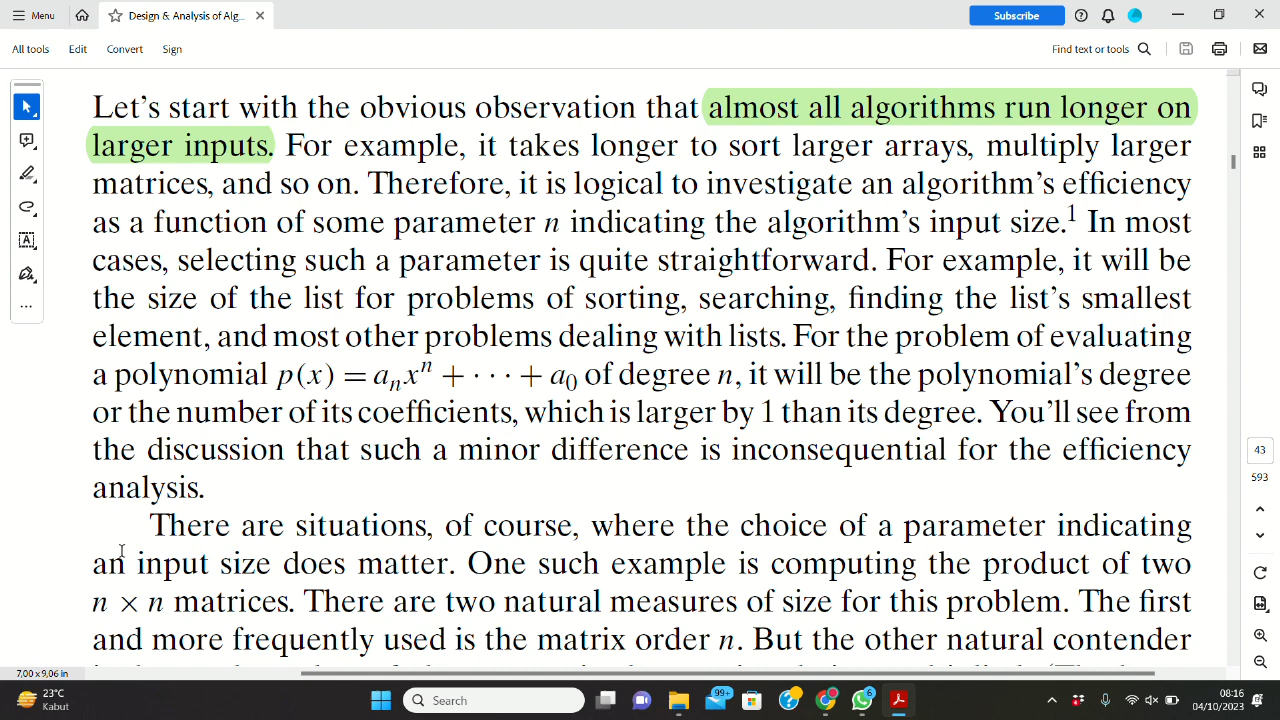 Menu
Design & Analysis of Alg...
Subscribe
All tools
Edit
Convert
Sign
Find text or tools
Let's start with the obvious observation that almost all algorithms run longer on
larger inputs. For example, it takes longer to sort larger arrays, multiply larger
matrices, and so on. Therefore, it is logical to investigate an algorithm's efficiency
as a function of some parameter n indicating the algorithm's input size.¹ In most
cases, selecting such a parameter is quite straightforward. For example, it will be
the size of the list for problems of sorting, searching, finding the list's smallest
element, and most other problems dealing with lists. For the problem of evaluating
a polynomial p(x) = aₙxⁿ + · · · + a₀ of degree n, it will be the polynomial's degree
or the number of its coefficients, which is larger by 1 than its degree. You'll see from
the discussion that such a minor difference is inconsequential for the efficiency
analysis.
There are situations, of course, where the choice of a parameter indicating
an input size does matter. One such example is computing the product of two
n × n matrices. There are two natural measures of size for this problem. The first
and more frequently used is the matrix order n. But the other natural contender
43
593
7,00 x 9,06 in
23°C
Kabut
Search
99+
6
08:16
04/10/2023